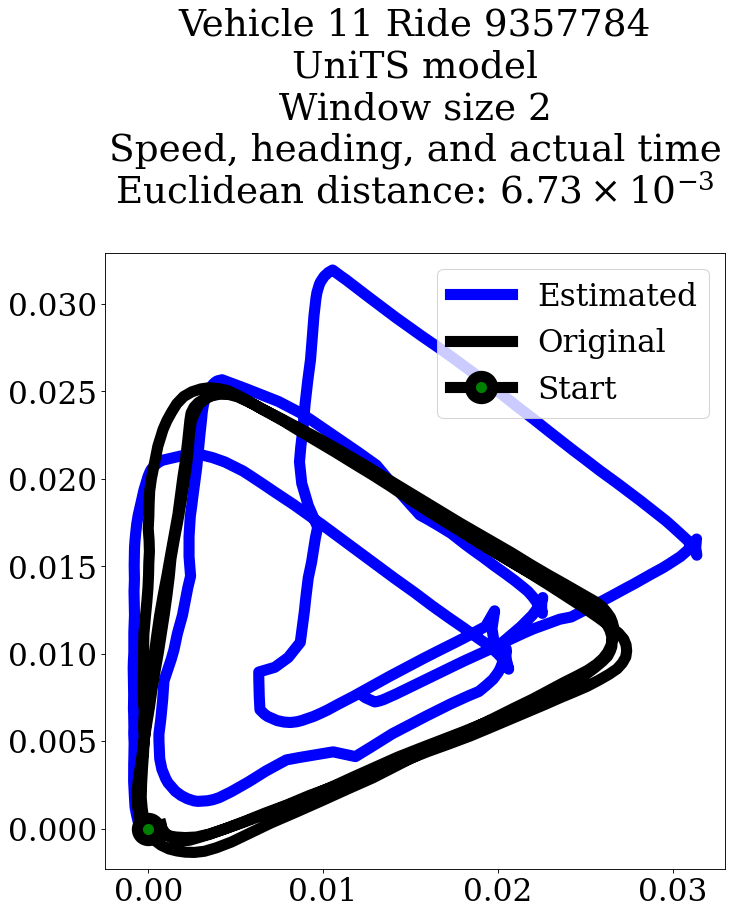 Vehicle 11 Ride 9357784
UniTS model
Window size 2
Speed, heading, and actual time
Euclidean distance: 6.73 × 10⁻³
Estimated
Original
Start
0.030
0.025
0.020
0.015
0.010
0.005
0.000
0.00 0.01 0.02 0.03